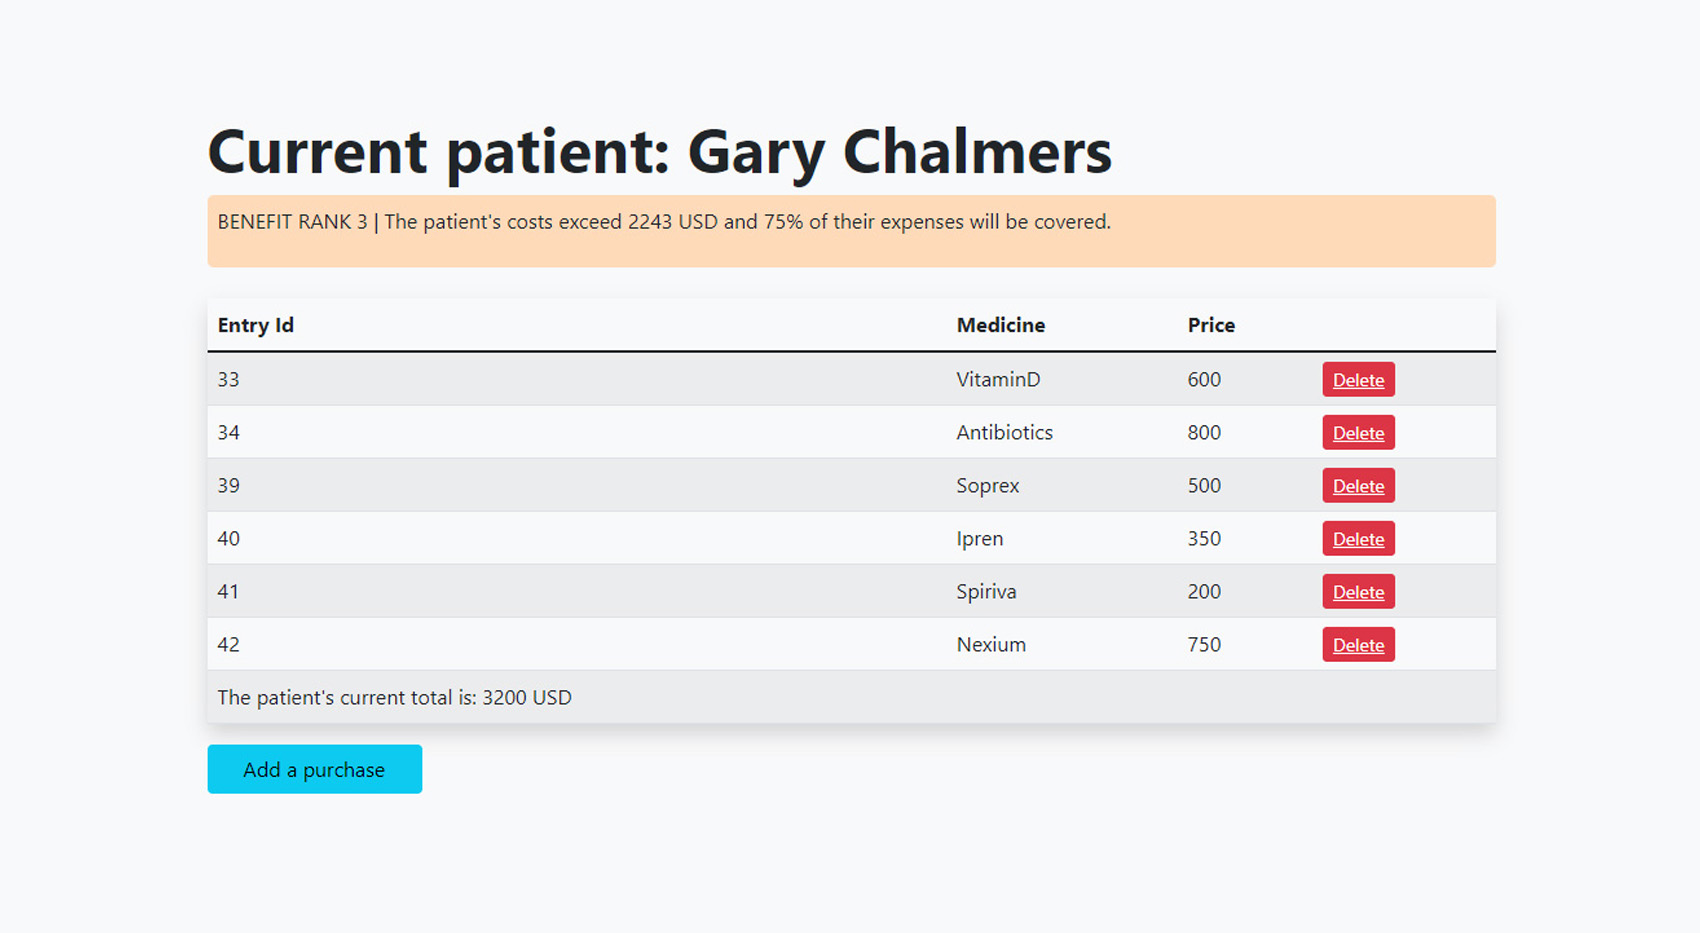 Current patient: Gary Chalmers
BENEFIT RANK 3 | The patient's costs exceed 2243 USD and 75% of their expenses will be covered.
Entry Id Medicine Price
33 VitaminD 600 Delete
34 Antibiotics 800 Delete
39 Soprex 500 Delete
40 Ipren 350 Delete
41 Spiriva 200 Delete
42 Nexium 750 Delete
The patient's current total is: 3200 USD
Add a purchase